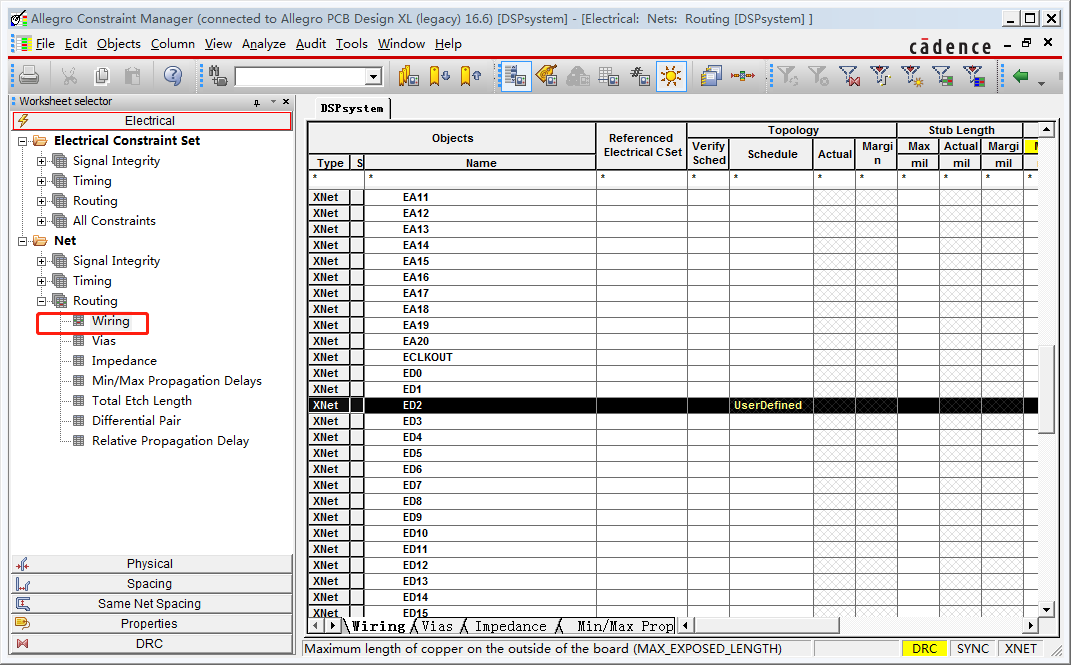 Allegro Constraint Manager (connected to Allegro PCB Design XL (legacy) 16.6) [DSPsystem] - [Electrical: Nets: Routing [DSPsystem] ]
File Edit Objects Column View Analyze Audit Tools Window Help
cādence
Worksheet selector
Electrical
Electrical Constraint Set
Signal Integrity
Timing
Routing
All Constraints
Net
Signal Integrity
Timing
Routing
Wiring
Vias
Impedance
Min/Max Propagation Delays
Total Etch Length
Differential Pair
Relative Propagation Delay
Physical
Spacing
Same Net Spacing
Properties
DRC
DSPsystem
Objects Referenced Electrical CSet Topology Stub Length
Verify Sched Schedule Actual Margi n Max Actual Margi
Type S Name mil mil mil
* * * * * * * * * * *
XNet EA11
XNet EA12
XNet EA13
XNet EA14
XNet EA15
XNet EA16
XNet EA17
XNet EA18
XNet EA19
XNet EA20
XNet ECLKOUT
XNet ED0
XNet ED1
XNet ED2 UserDefined
XNet ED3
XNet ED4
XNet ED5
XNet ED6
XNet ED7
XNet ED8
XNet ED9
XNet ED10
XNet ED11
XNet ED12
XNet ED13
XNet ED14
XNet ED15
Wiring Vias Impedance Min/Max Prop
Maximum length of copper on the outside of the board (MAX_EXPOSED_LENGTH) DRC SYNC XNET